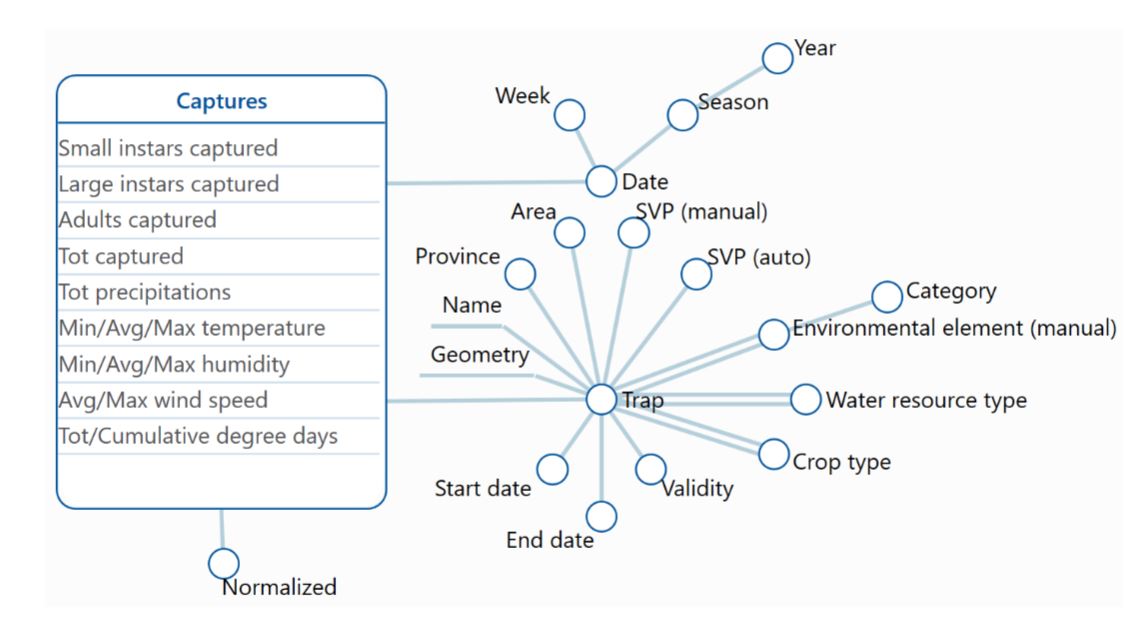 Captures
Small instars captured
Large instars captured
Adults captured
Tot captured
Tot precipitations
Min/Avg/Max temperature
Min/Avg/Max humidity
Avg/Max wind speed
Tot/Cumulative degree days
Normalized
Year
Week
Season
Date
Area
SVP (manual)
Province
SVP (auto)
Name
Category
Environmental element (manual)
Geometry
Trap
Water resource type
Crop type
Start date
Validity
End date